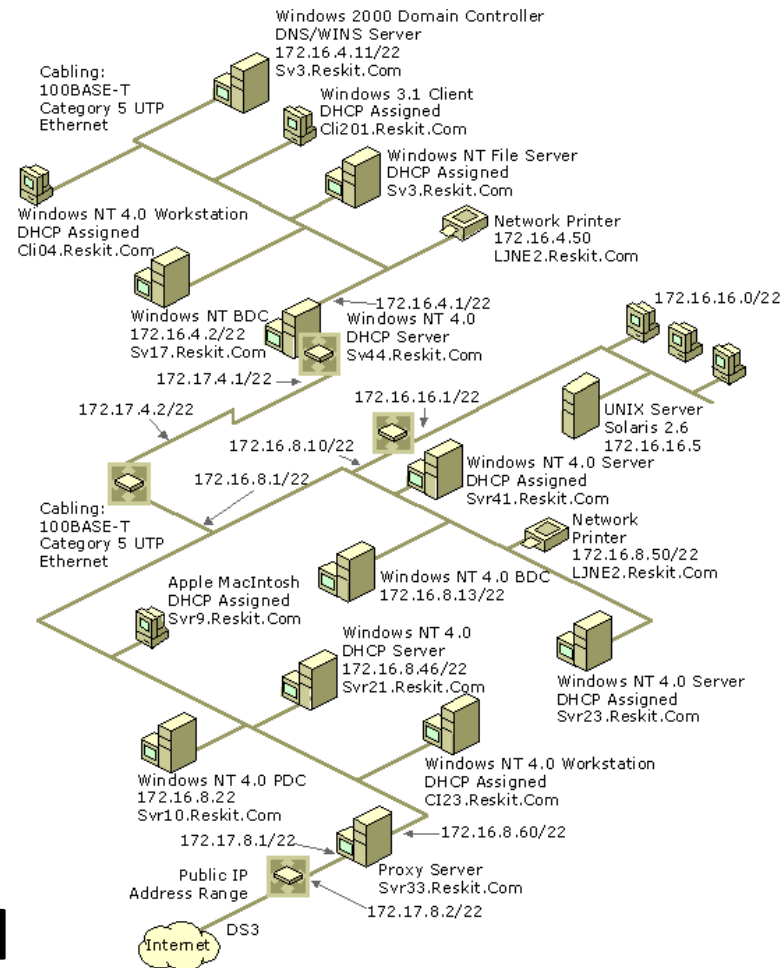 Windows 2000 Domain Controller
DNS/WINS Server
172.16.4.11/22
Sv3.Reskit.Com
Cabling:
100BASE-T
Category 5 UTP
Ethernet
Windows 3.1 Client
DHCP Assigned
Cli201.Reskit.Com
Windows NT File Server
DHCP Assigned
Sv3.Reskit.Com
Windows NT 4.0 Workstation
DHCP Assigned
Cli04.Reskit.Com
Network Printer
172.16.4.50
LJNE2.Reskit.Com
Windows NT BDC
172.16.4.2/22
Sv17.Reskit.Com
172.16.4.1/22
Windows NT 4.0
DHCP Server
Sv44.Reskit.Com
172.16.16.0/22
172.17.4.1/22
172.17.4.2/22
172.16.16.1/22
UNIX Server
Solaris 2.6
172.16.16.5
172.16.8.10/22
172.16.8.1/22
Windows NT 4.0 Server
DHCP Assigned
Svr41.Reskit.Com
Cabling:
100BASE-T
Category 5 UTP
Ethernet
Network
Printer
172.16.8.50/22
LJNE2.Reskit.Com
Windows NT 4.0 BDC
172.16.8.13/22
Apple MacIntosh
DHCP Assigned
Svr9.Reskit.Com
Windows NT 4.0
DHCP Server
172.16.8.46/22
Svr21.Reskit.Com
Windows NT 4.0 Server
DHCP Assigned
Svr23.Reskit.Com
Windows NT 4.0 PDC
172.16.8.22
Svr10.Reskit.Com
Windows NT 4.0 Workstation
DHCP Assigned
CI23.Reskit.Com
172.17.8.1/22
172.16.8.60/22
Proxy Server
Svr33.Reskit.Com
Public IP
Address Range
172.17.8.2/22
DS3
Internet